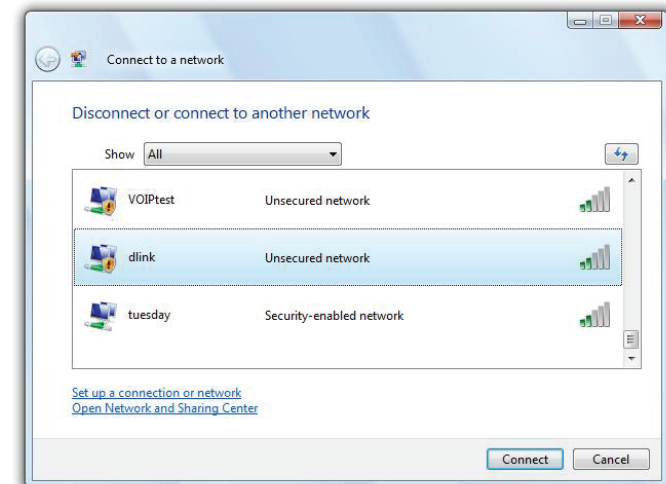 Connect to a network
Disconnect or connect to another network
Show All
VOIPtest Unsecured network
dlink Unsecured network
tuesday Security-enabled network
Set up a connection or network
Open Network and Sharing Center
Connect Cancel